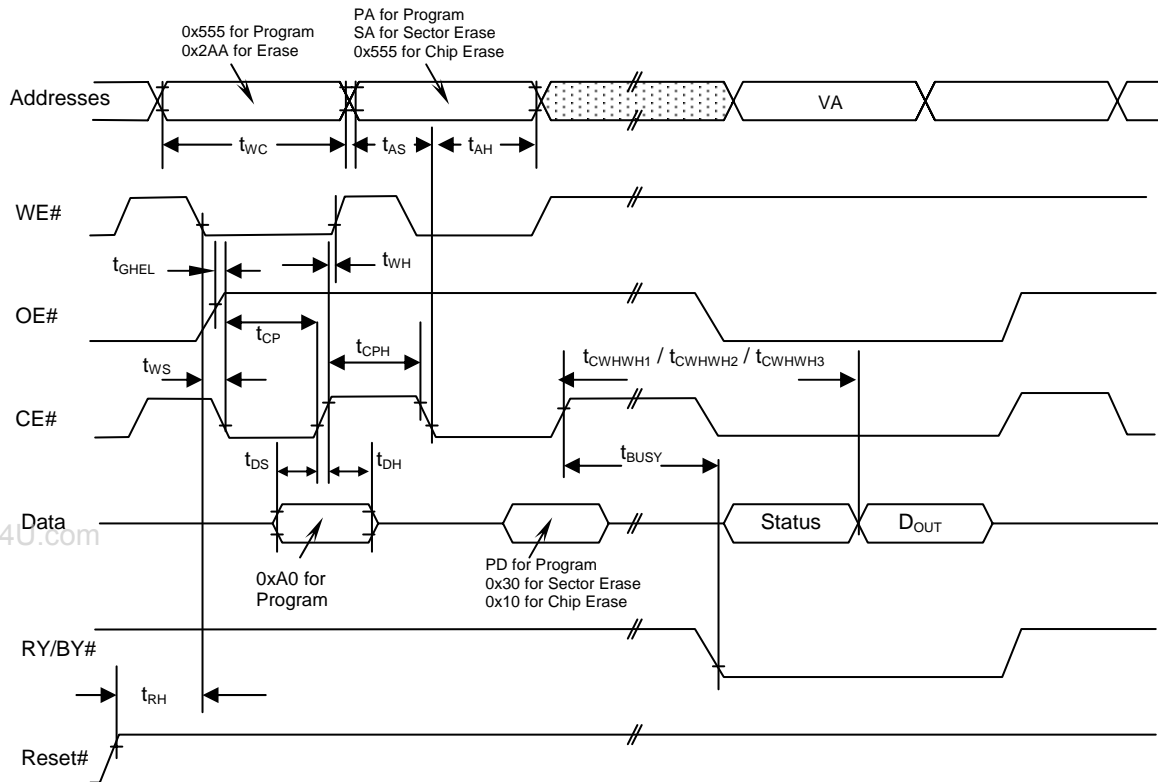 0x555 for Program
0x2AA for Erase
PA for Program
SA for Sector Erase
0x555 for Chip Erase
Addresses
VA
tWC
tAS
tAH
WE#
tGHEL
tWH
OE#
tCP
tCPH
tWS
tCWHWH1 / tCWHWH2 / tCWHWH3
CE#
tDS
tDH
tBUSY
Data
Status
DOUT
4U.com
0xA0 for
Program
PD for Program
0x30 for Sector Erase
0x10 for Chip Erase
RY/BY#
tRH
Reset#